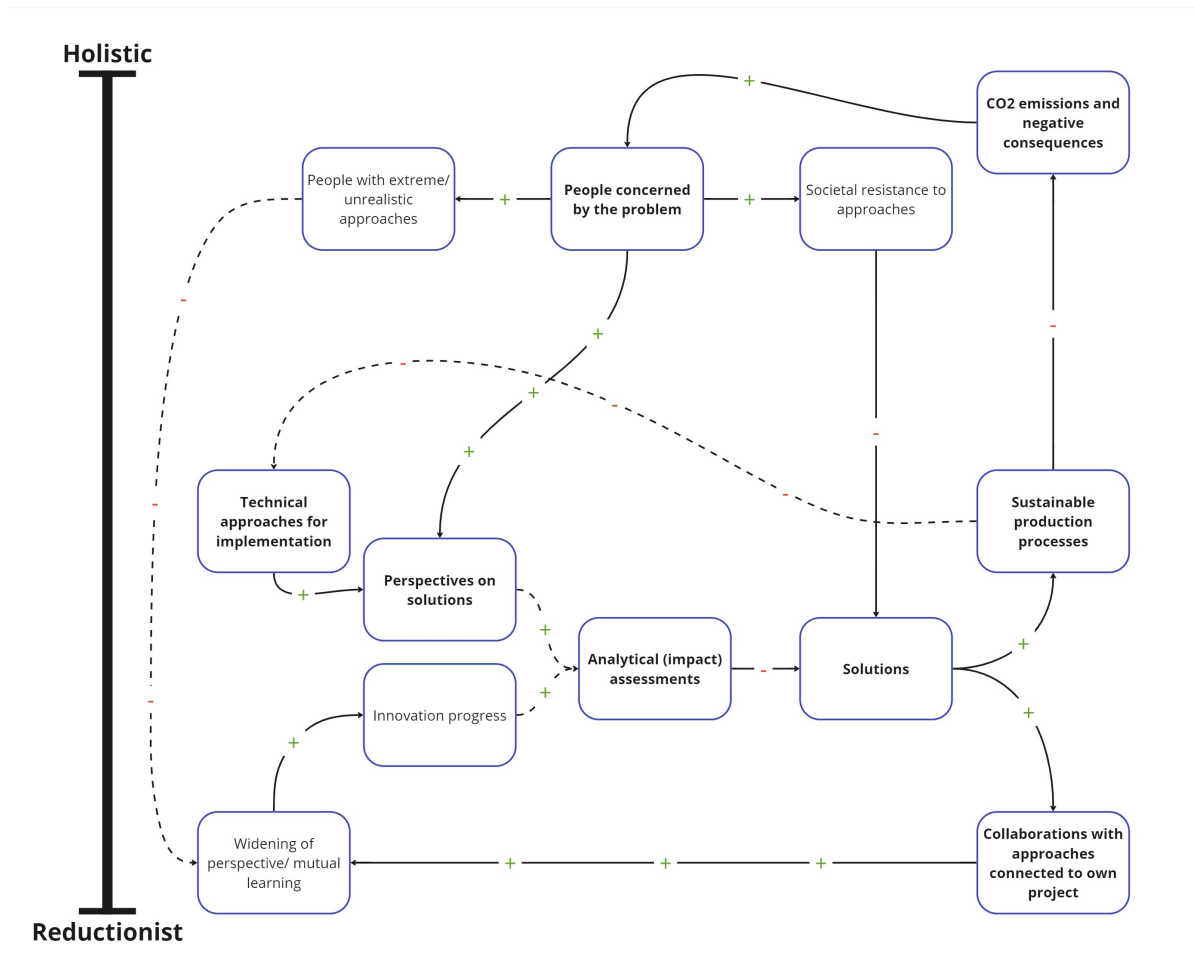 Holistic
+
CO2 emissions and
negative
consequences
People with extreme/
unrealistic
approaches
+
People concerned
by the problem
+
Societal resistance to
approaches
-
+
-
-
+
-
-
+
-
-
-
Technical
approaches for
implementation
Sustainable
production
processes
+
Perspectives on
solutions
+
+
Analytical (impact)
assessments
-
Solutions
+
+
Innovation progress
-
+
+
Widening of
perspective/ mutual
learning
+
+
+
Collaborations with
approaches
connected to own
project
Reductionist